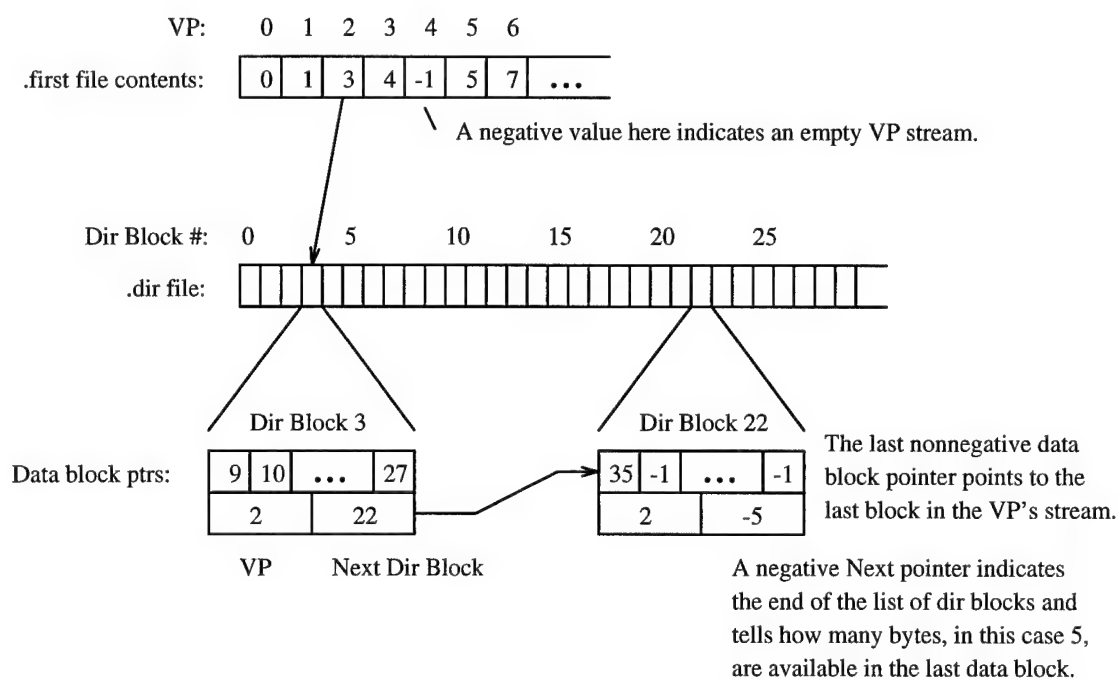 VP: 0 1 2 3 4 5 6
.first file contents: 0 1 3 4 -1 5 7 ...
A negative value here indicates an empty VP stream.
Dir Block #: 0 5 10 15 20 25
.dir file:
Dir Block 3
Dir Block 22
Data block ptrs: 9 10 ... 27
35 -1 ... -1
2 22
2 -5
The last nonnegative data
block pointer points to the
last block in the VP's stream.
VP Next Dir Block
A negative Next pointer indicates
the end of the list of dir blocks and
tells how many bytes, in this case 5,
are available in the last data block.